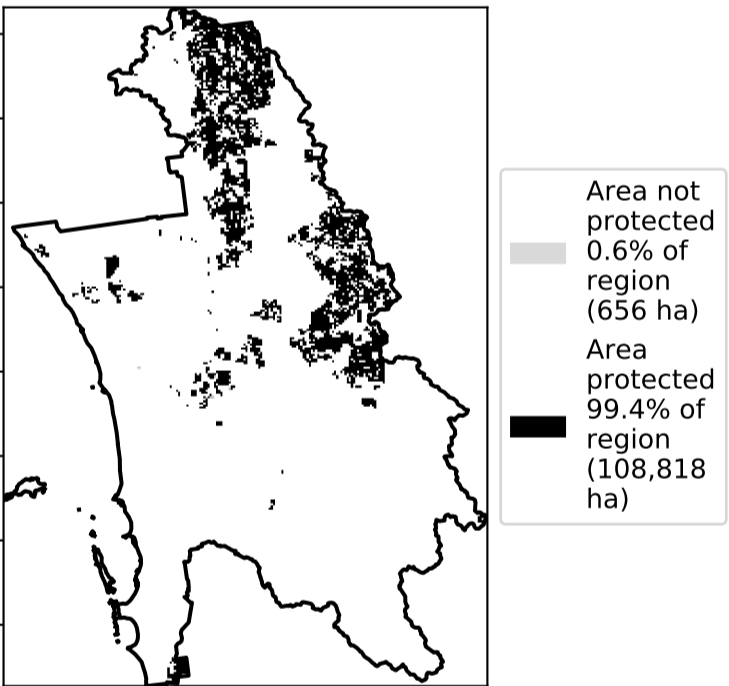 Area not
protected
0.6% of
region
(656 ha)
Area
protected
99.4% of
region
(108,818
ha)